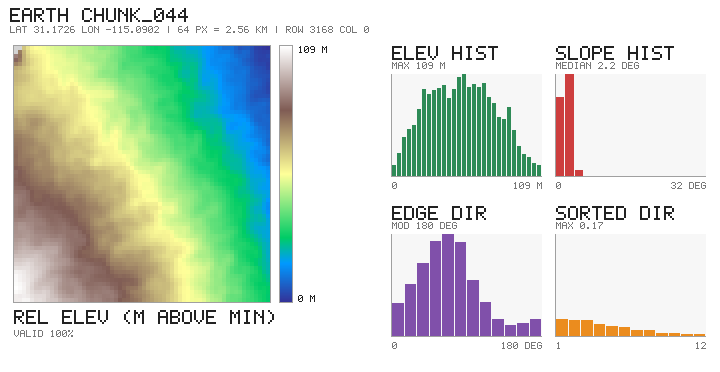 EARTH CHUNK_044
LAT 31.1726 LON -115.0902 | 64 PX = 2.56 KM | ROW 3168 COL 0
109 M
0 M
REL ELEV (M ABOVE MIN)
VALID 100%
ELEV HIST
MAX 109 M
0 109 M
SLOPE HIST
MEDIAN 2.2 DEG
0 32 DEG
EDGE DIR
MOD 180 DEG
0 180 DEG
SORTED DIR
MAX 0.17
1 12